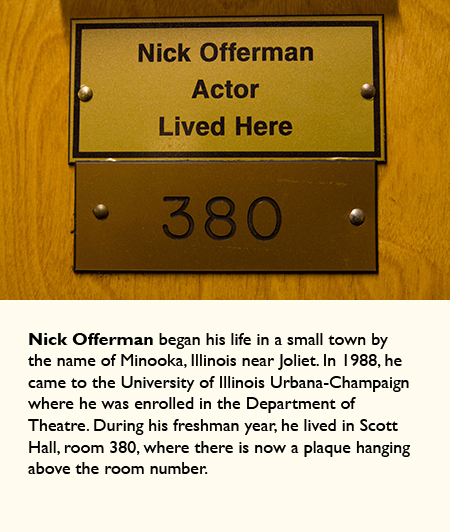 Nick Offerman
Actor
Lived Here
380
Nick Offerman began his life in a small town by
the name of Minooka, Illinois near Joliet. In 1988, he
came to the University of Illinois Urbana-Champaign
where he was enrolled in the Department of
Theatre. During his freshman year, he lived in Scott
Hall, room 380, where there is now a plaque hanging
above the room number.